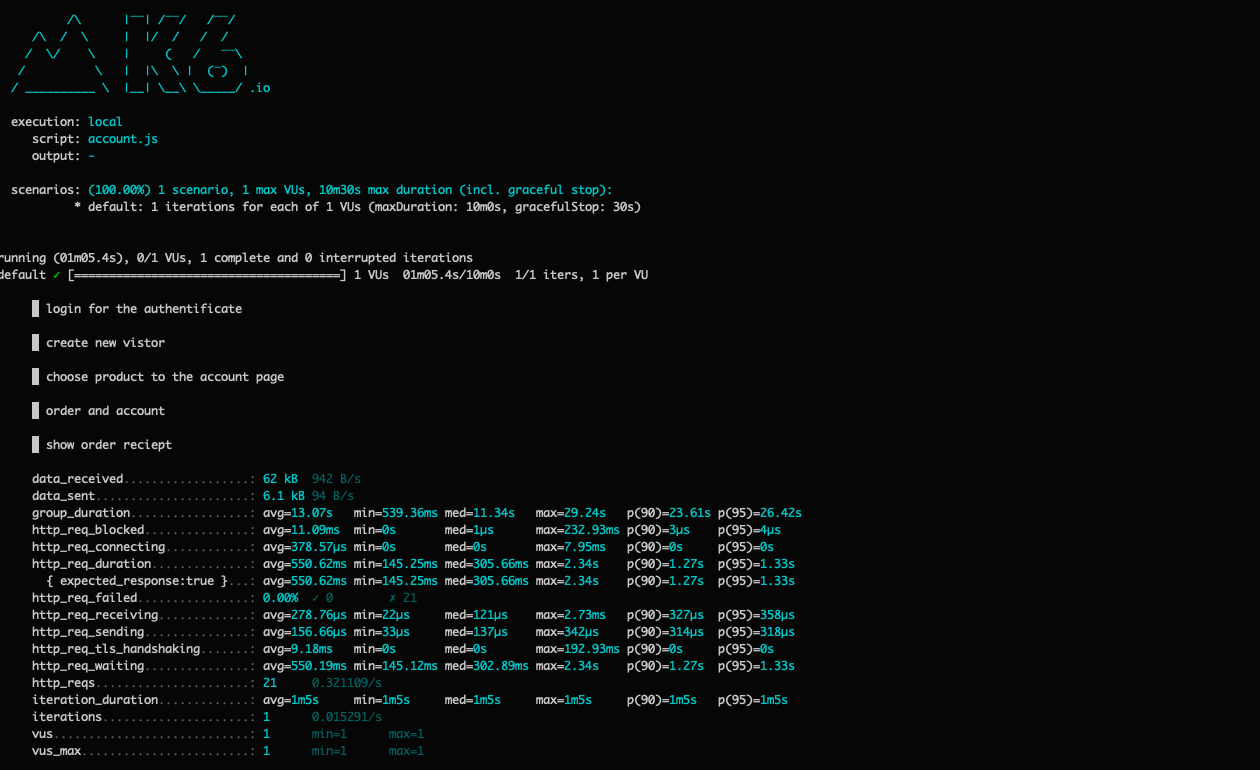 .io
execution: local
script: account.js
output: -
scenarios: (100.00%) 1 scenario, 1 max VUs, 10m30s max duration (incl. graceful stop):
* default: 1 iterations for each of 1 VUs (maxDuration: 10m0s, gracefulStop: 30s)
running (01m05.4s), 0/1 VUs, 1 complete and 0 interrupted iterations
default ✓ [======================================] 1 VUs  01m05.4s/10m0s  1/1 iters, 1 per VU
█ login for the authentificate
█ create new vistor
█ choose product to the account page
█ order and account
█ show order reciept
data_received..................: 62 kB  942 B/s
data_sent......................: 6.1 kB 94 B/s
group_duration.................: avg=13.07s   min=539.36ms med=11.34s   max=29.24s   p(90)=23.61s p(95)=26.42s
http_req_blocked...............: avg=11.09ms  min=0s       med=1µs      max=232.93ms p(90)=3µs    p(95)=4µs
http_req_connecting............: avg=378.57µs min=0s       med=0s       max=7.95ms   p(90)=0s     p(95)=0s
http_req_duration..............: avg=550.62ms min=145.25ms med=305.66ms max=2.34s    p(90)=1.27s  p(95)=1.33s
{ expected_response:true }...: avg=550.62ms min=145.25ms med=305.66ms max=2.34s    p(90)=1.27s  p(95)=1.33s
http_req_failed................: 0.00%  ✓ 0        ✗ 21
http_req_receiving.............: avg=278.76µs min=22µs     med=121µs    max=2.73ms   p(90)=327µs  p(95)=358µs
http_req_sending...............: avg=156.66µs min=33µs     med=137µs    max=342µs    p(90)=314µs  p(95)=318µs
http_req_tls_handshaking.......: avg=9.18ms   min=0s       med=0s       max=192.93ms p(90)=0s     p(95)=0s
http_req_waiting...............: avg=550.19ms min=145.12ms med=302.89ms max=2.34s    p(90)=1.27s  p(95)=1.33s
http_reqs......................: 21     0.321109/s
iteration_duration.............: avg=1m5s     min=1m5s     med=1m5s     max=1m5s     p(90)=1m5s   p(95)=1m5s
iterations.....................: 1      0.015291/s
vus............................: 1      min=1      max=1
vus_max........................: 1      min=1      max=1